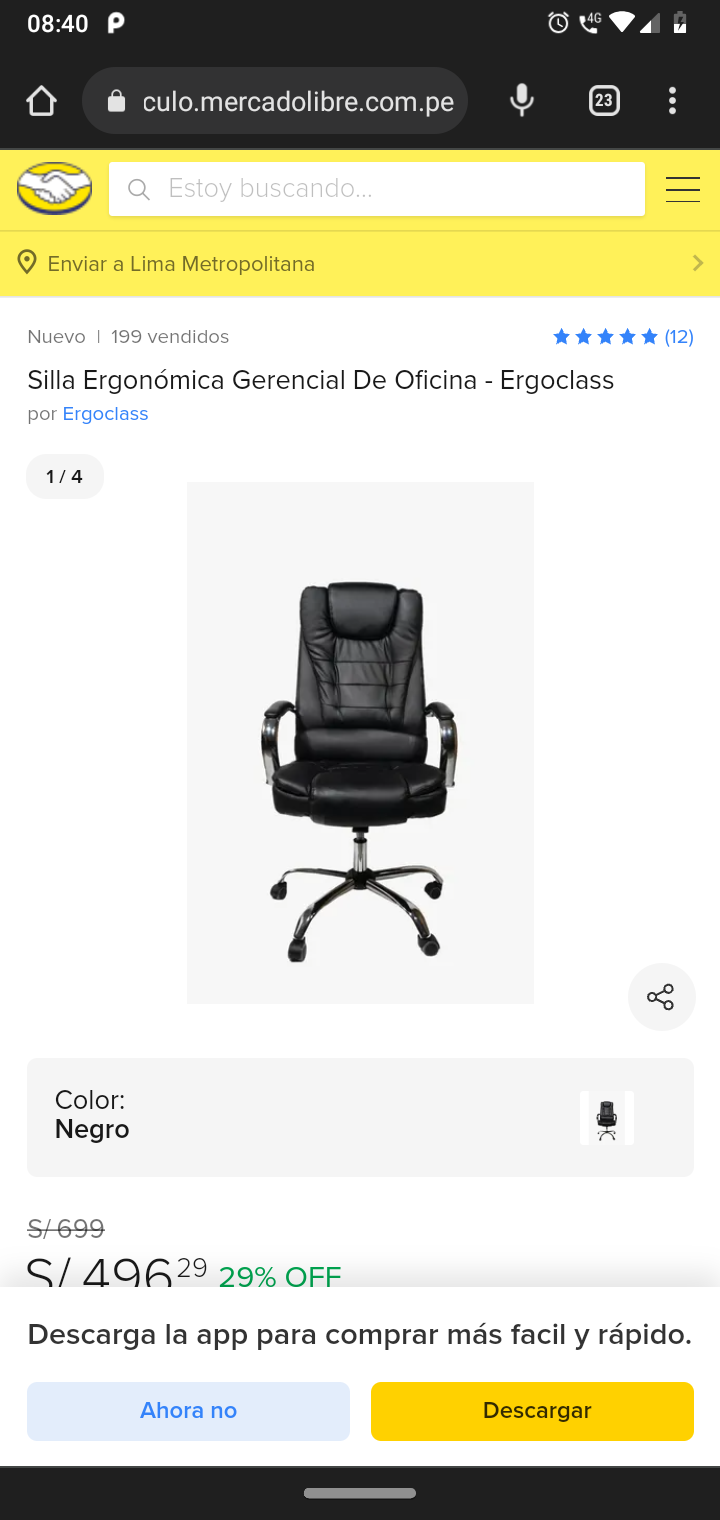 08:40
4G
culo.mercadolibre.com.pe
23
Estoy buscando...
Enviar a Lima Metropolitana
Nuevo | 199 vendidos
(12)
Silla Ergonómica Gerencial De Oficina - Ergoclass
por Ergoclass
1 / 4
Color:
Negro
S/ 699
S/ 496 29 29% OFF
Descarga la app para comprar más facil y rápido.
Ahora no
Descargar